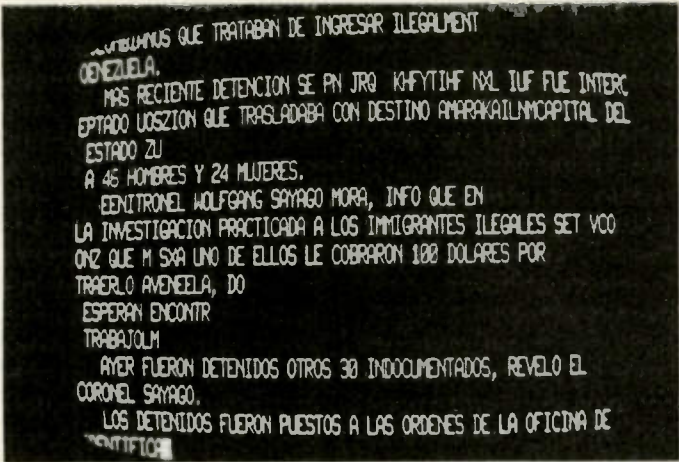 QUE TRATABAN DE INGRESAR ILEGALMENT
OENEZUELA.
MAS RECIENTE DETENCION SE PN JRQ KHFYTIHF NXL IUF FUE INTERC
EPTADO UOSZION QUE TRASLADABA CON DESTINO AMARAKAILNMCAPITAL DEL
ESTADO ZU
A 46 HOMBRES Y 24 MUJERES.
EENITRONEL WOLFGANG SAYAGO MORA, INFO QUE EN
LA INVESTIGACION PRACTICADA A LOS IMMIGRANTES ILEGALES SET VCO
ONZ QUE M SXA UNO DE ELLOS LE COBRARON 100 DOLARES POR
TRAERLO AVENEELA, DO
ESPERAN ENCONTR
TRABAJOLM
AYER FUERON DETENIDOS OTROS 30 INDOCUMENTADOS, REVELO EL
CORONEL SAYAGO.
LOS DETENIDOS FUERON PUESTOS A LAS ORDENES DE LA OFICINA DE